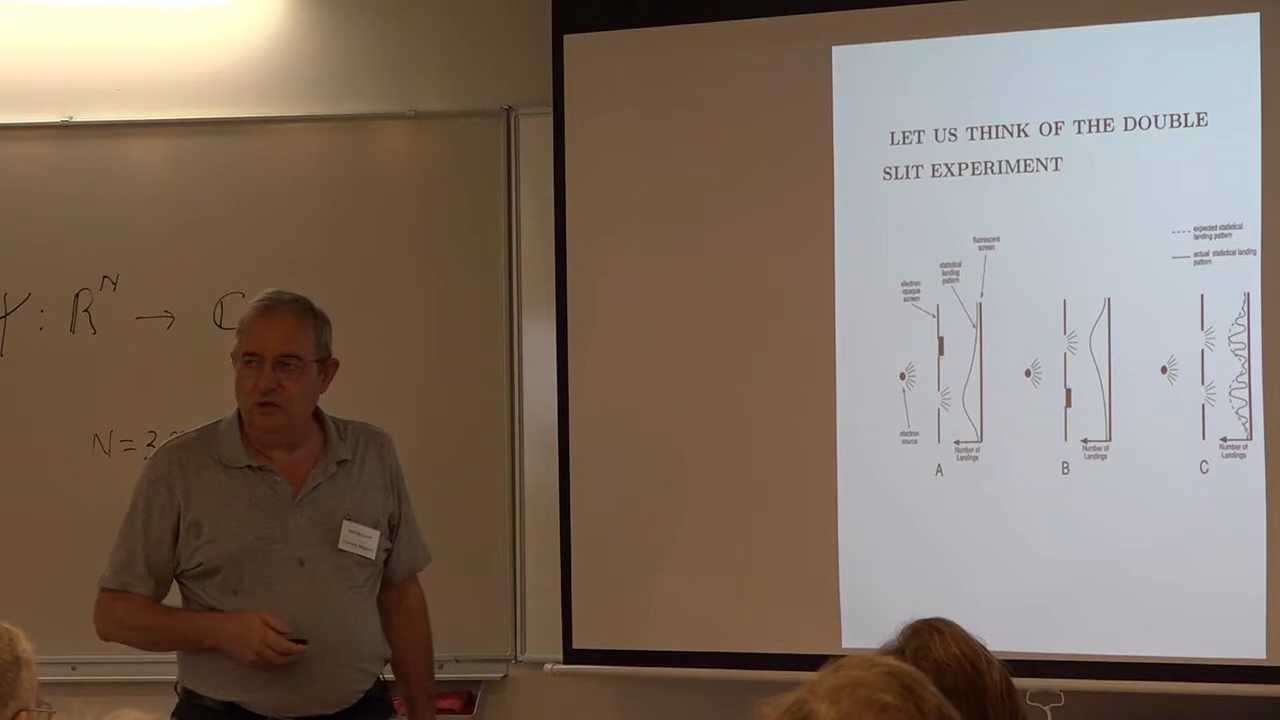 LET US THINK OF THE DOUBLE
SLIT EXPERIMENT
expected statistical
landing pattern
actual statistical landing
pattern
fluorescent
screen
statistical
landing
pattern
electron-
opaque
screen
electron
source
Number of
Landings
A
Number of
Landings
B
Number of
Landings
C
ψ : R^N → C
N = 3